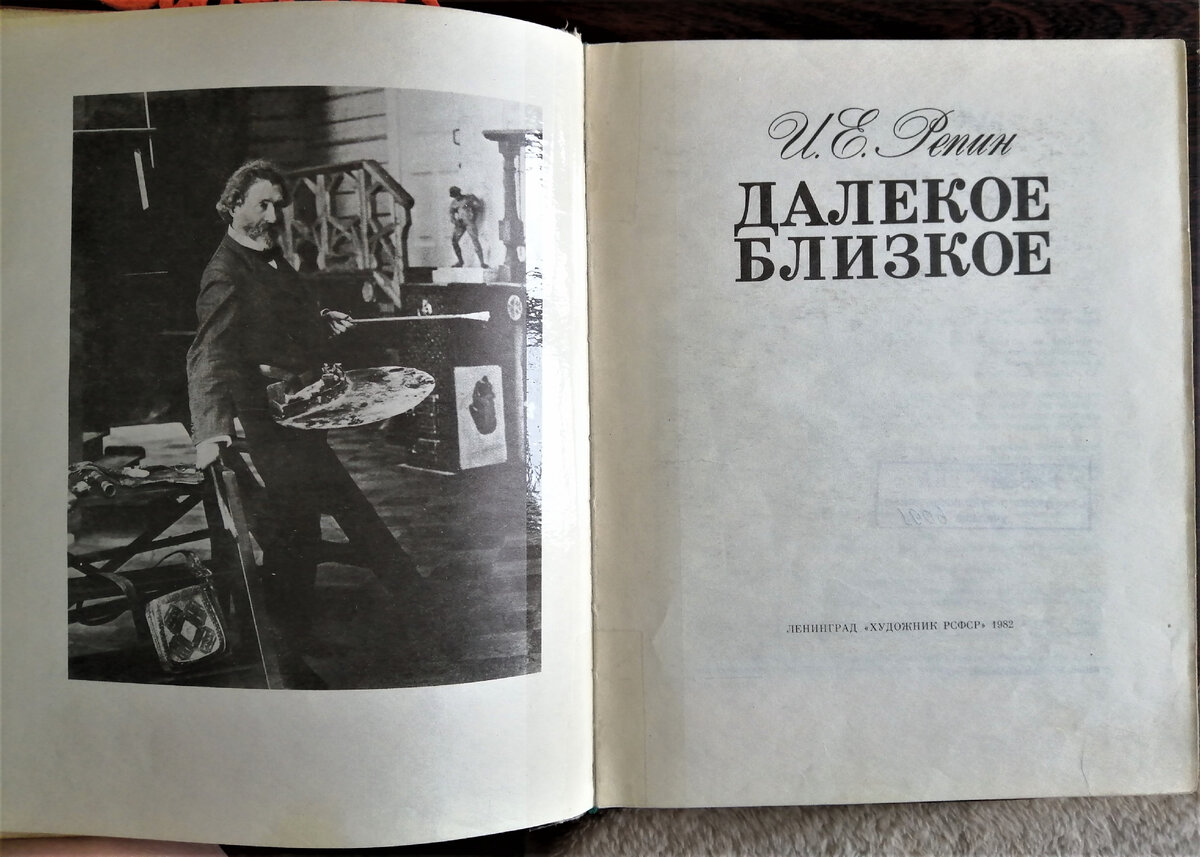 И. Е. Репин
ДАЛЕКОЕ
БЛИЗКОЕ
ЛЕНИНГРАД «ХУДОЖНИК РСФСР» 1982